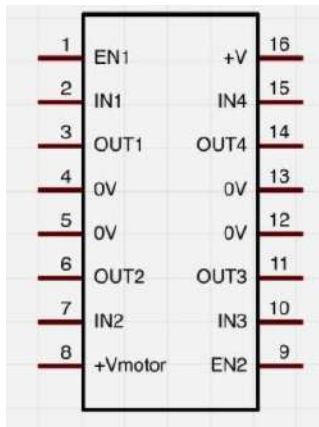 1 EN1 +V 16
2 IN1 IN4 15
3 OUT1 OUT4 14
4 0V 0V 13
5 0V 0V 12
6 OUT2 OUT3 11
7 IN2 IN3 10
8 +Vmotor EN2 9